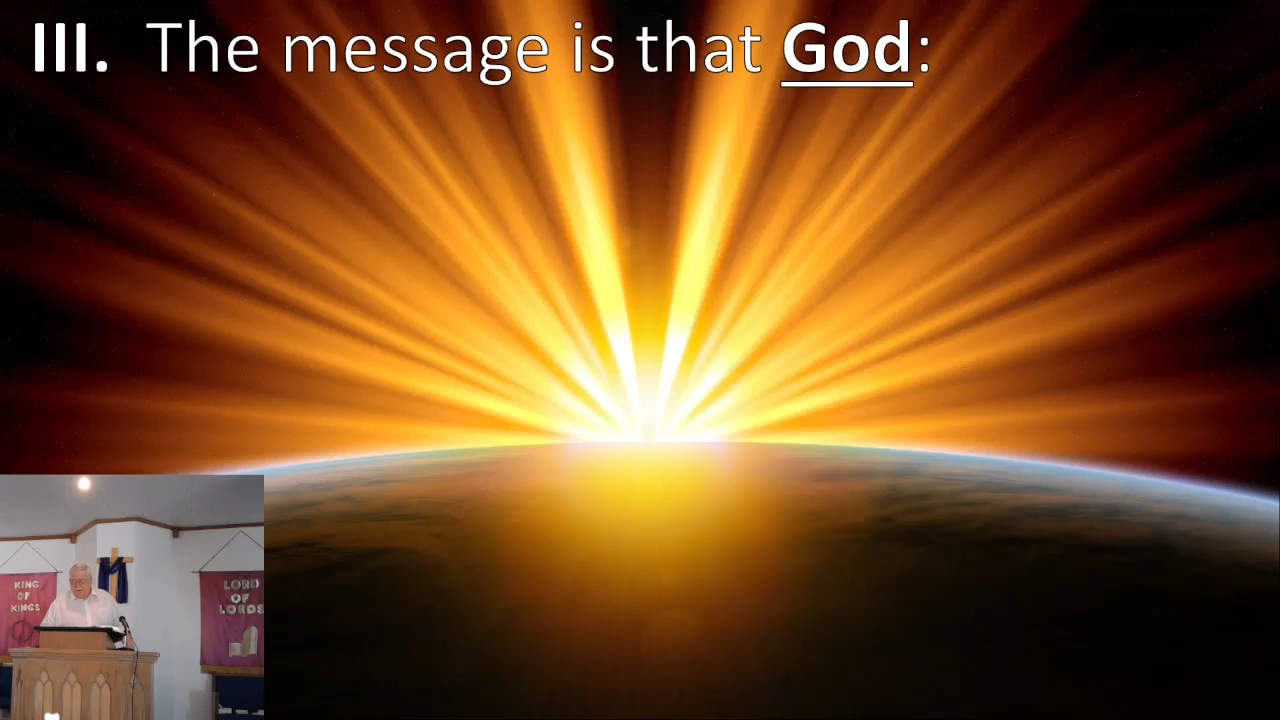 III. The message is that God:
KING
OF
KINGS
LORD
OF
LORDS